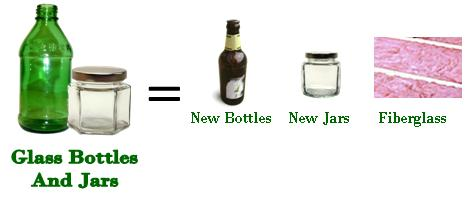 =
New Bottles
New Jars
Fiberglass
Glass Bottles
And Jars